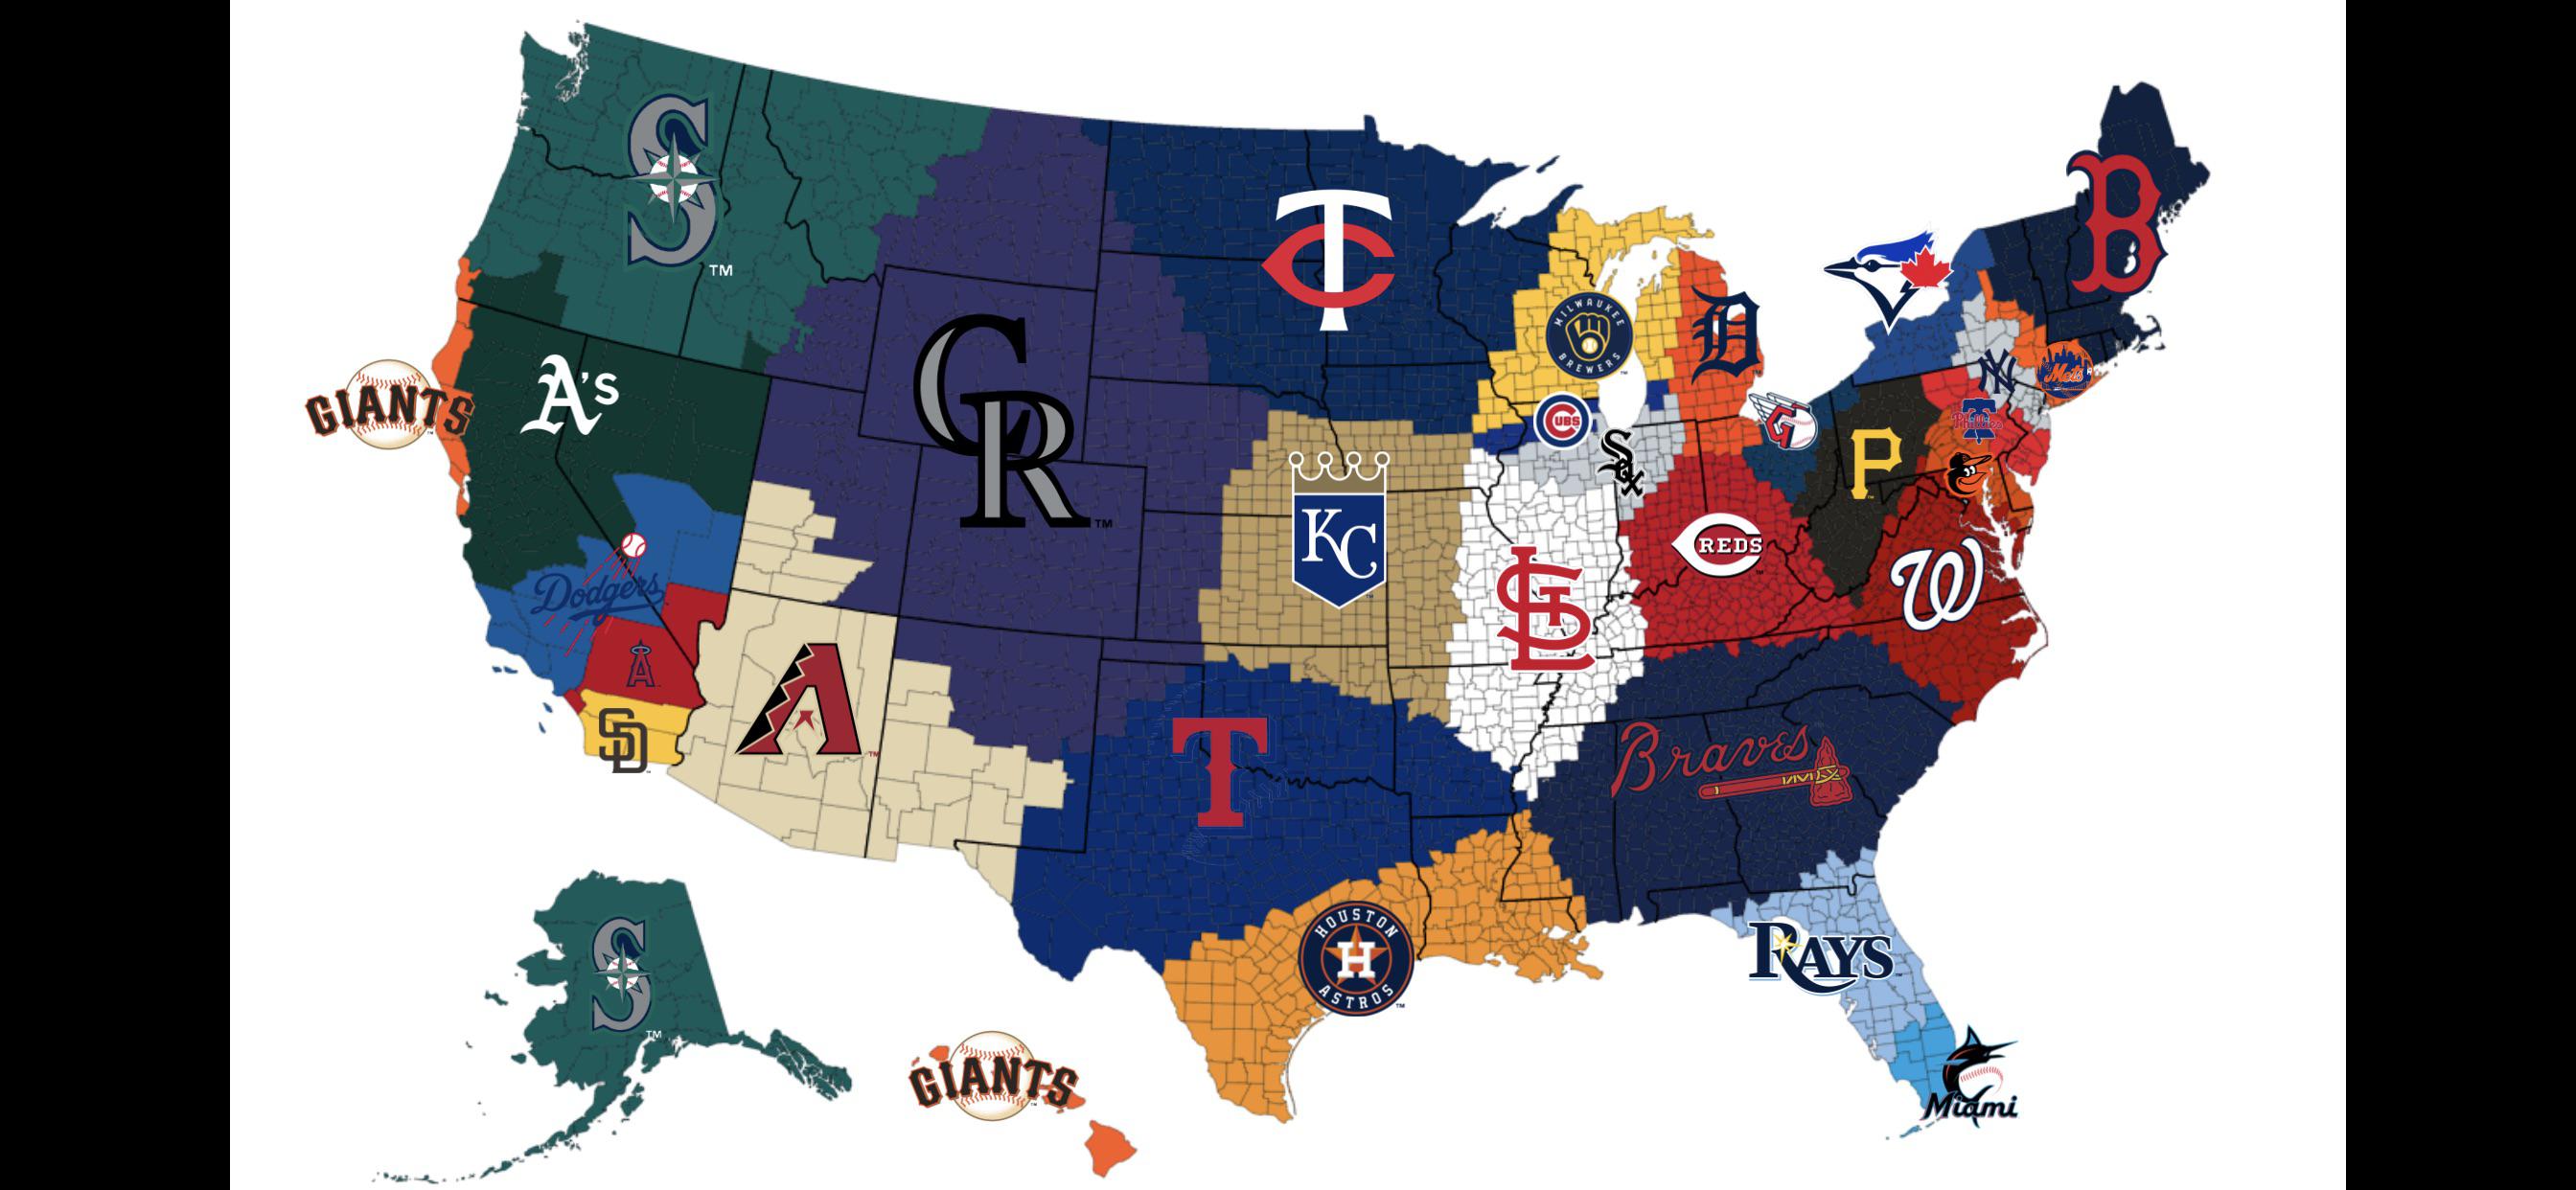 S
TM
B
TC
MILWAUKEE
BREWERS
D
A's
GIANTS
CR
TM
NY
Mets
CUBS
Sox
C
Phillies
P
KC
REDS
Dodgers
W
STL
A
A
SD
T
Braves
HOUSTON
H
ASTROS
TM
RAYS
S
TM
GIANTS
Miami